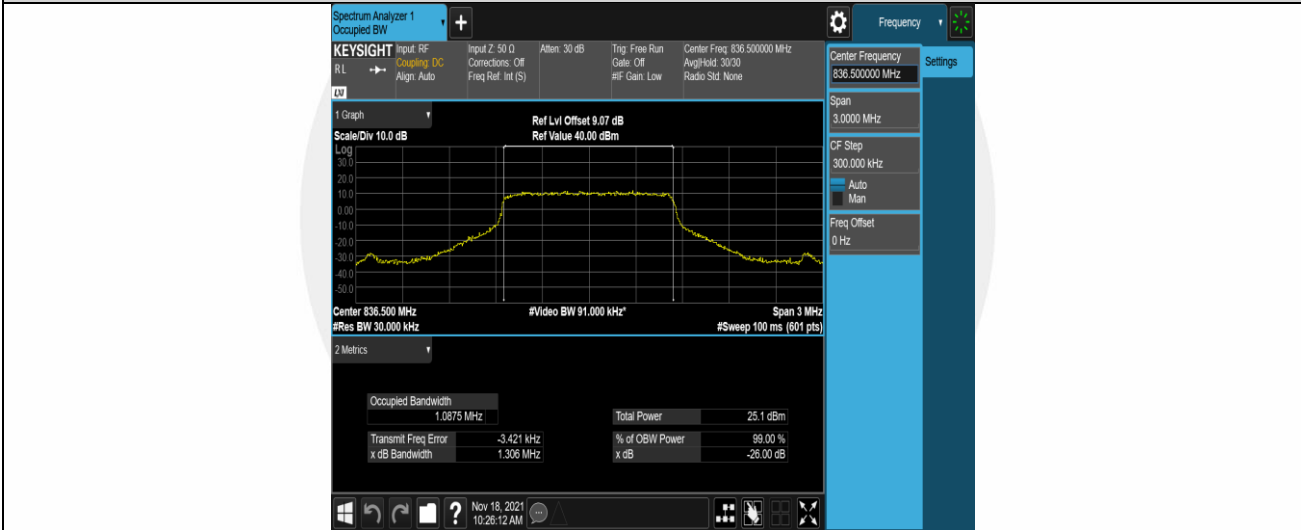 Spectrum Analyzer 1
Occupied BW
+
Frequency
KEYSIGHT
RL
LXI
Input: RF
Coupling: DC
Align: Auto
Input Z: 50 Ω
Corrections: Off
Freq Ref: Int (S)
Atten: 30 dB
Trig: Free Run
Gate: Off
#IF Gain: Low
Center Freq: 836.500000 MHz
Avg|Hold: 30/30
Radio Std: None
Center Frequency
836.500000 MHz
Settings
Span
3.0000 MHz
CF Step
300.000 kHz
Auto
Man
Freq Offset
0 Hz
1 Graph
Scale/Div 10.0 dB
Ref Lvl Offset 9.07 dB
Ref Value 40.00 dBm
Log
30.0
20.0
10.0
0.00
-10.0
-20.0
-30.0
-40.0
-50.0
Center 836.500 MHz
#Res BW 30.000 kHz
#Video BW 91.000 kHz*
Span 3 MHz
#Sweep 100 ms (601 pts)
2 Metrics
Occupied Bandwidth
1.0875 MHz
Transmit Freq Error -3.421 kHz
x dB Bandwidth 1.306 MHz
Total Power 25.1 dBm
% of OBW Power 99.00 %
x dB -26.00 dB
?
Nov 18, 2021
10:26:12 AM